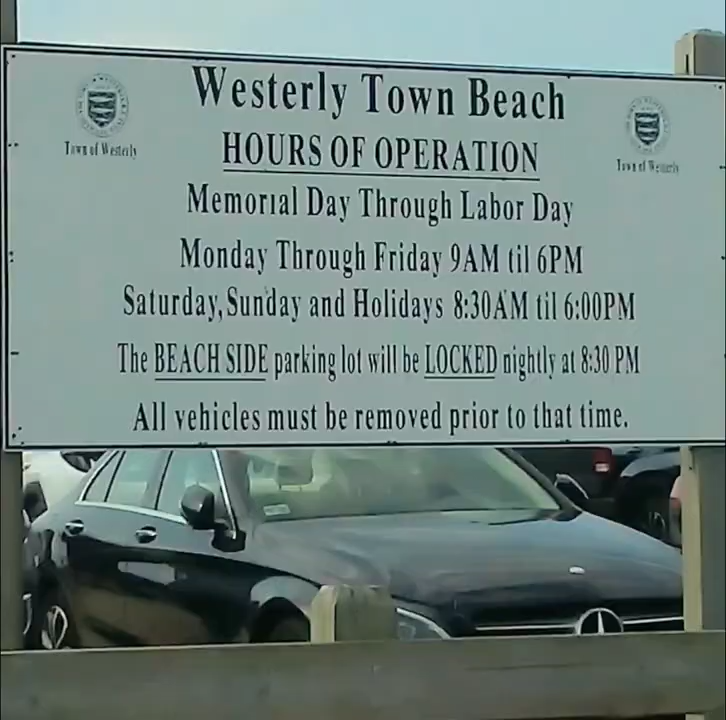 Westerly Town Beach
Town of Westerly
Town of Westerly
HOURS OF OPERATION
Memorial Day Through Labor Day
Monday Through Friday 9AM til 6PM
Saturday, Sunday and Holidays 8:30AM til 6:00PM
The BEACH SIDE parking lot will be LOCKED nightly at 8:30 PM
All vehicles must be removed prior to that time.